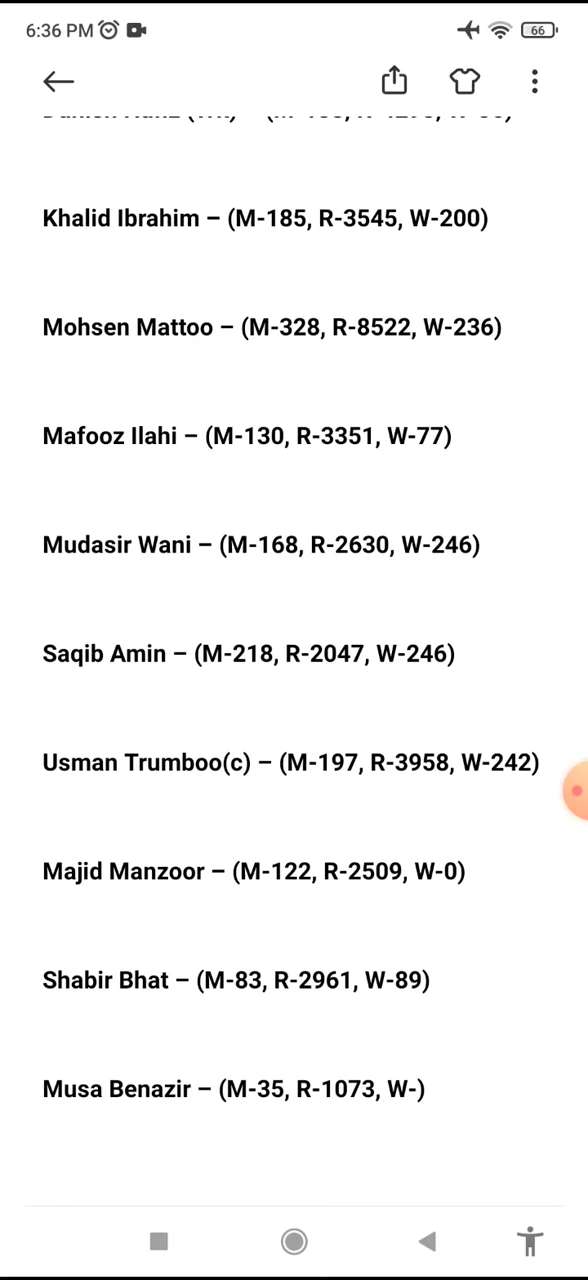 6:36 PM
66
Khalid Ibrahim – (M-185, R-3545, W-200)
Mohsen Mattoo – (M-328, R-8522, W-236)
Mafooz Ilahi – (M-130, R-3351, W-77)
Mudasir Wani – (M-168, R-2630, W-246)
Saqib Amin – (M-218, R-2047, W-246)
Usman Trumboo(c) – (M-197, R-3958, W-242)
Majid Manzoor – (M-122, R-2509, W-0)
Shabir Bhat – (M-83, R-2961, W-89)
Musa Benazir – (M-35, R-1073, W-)